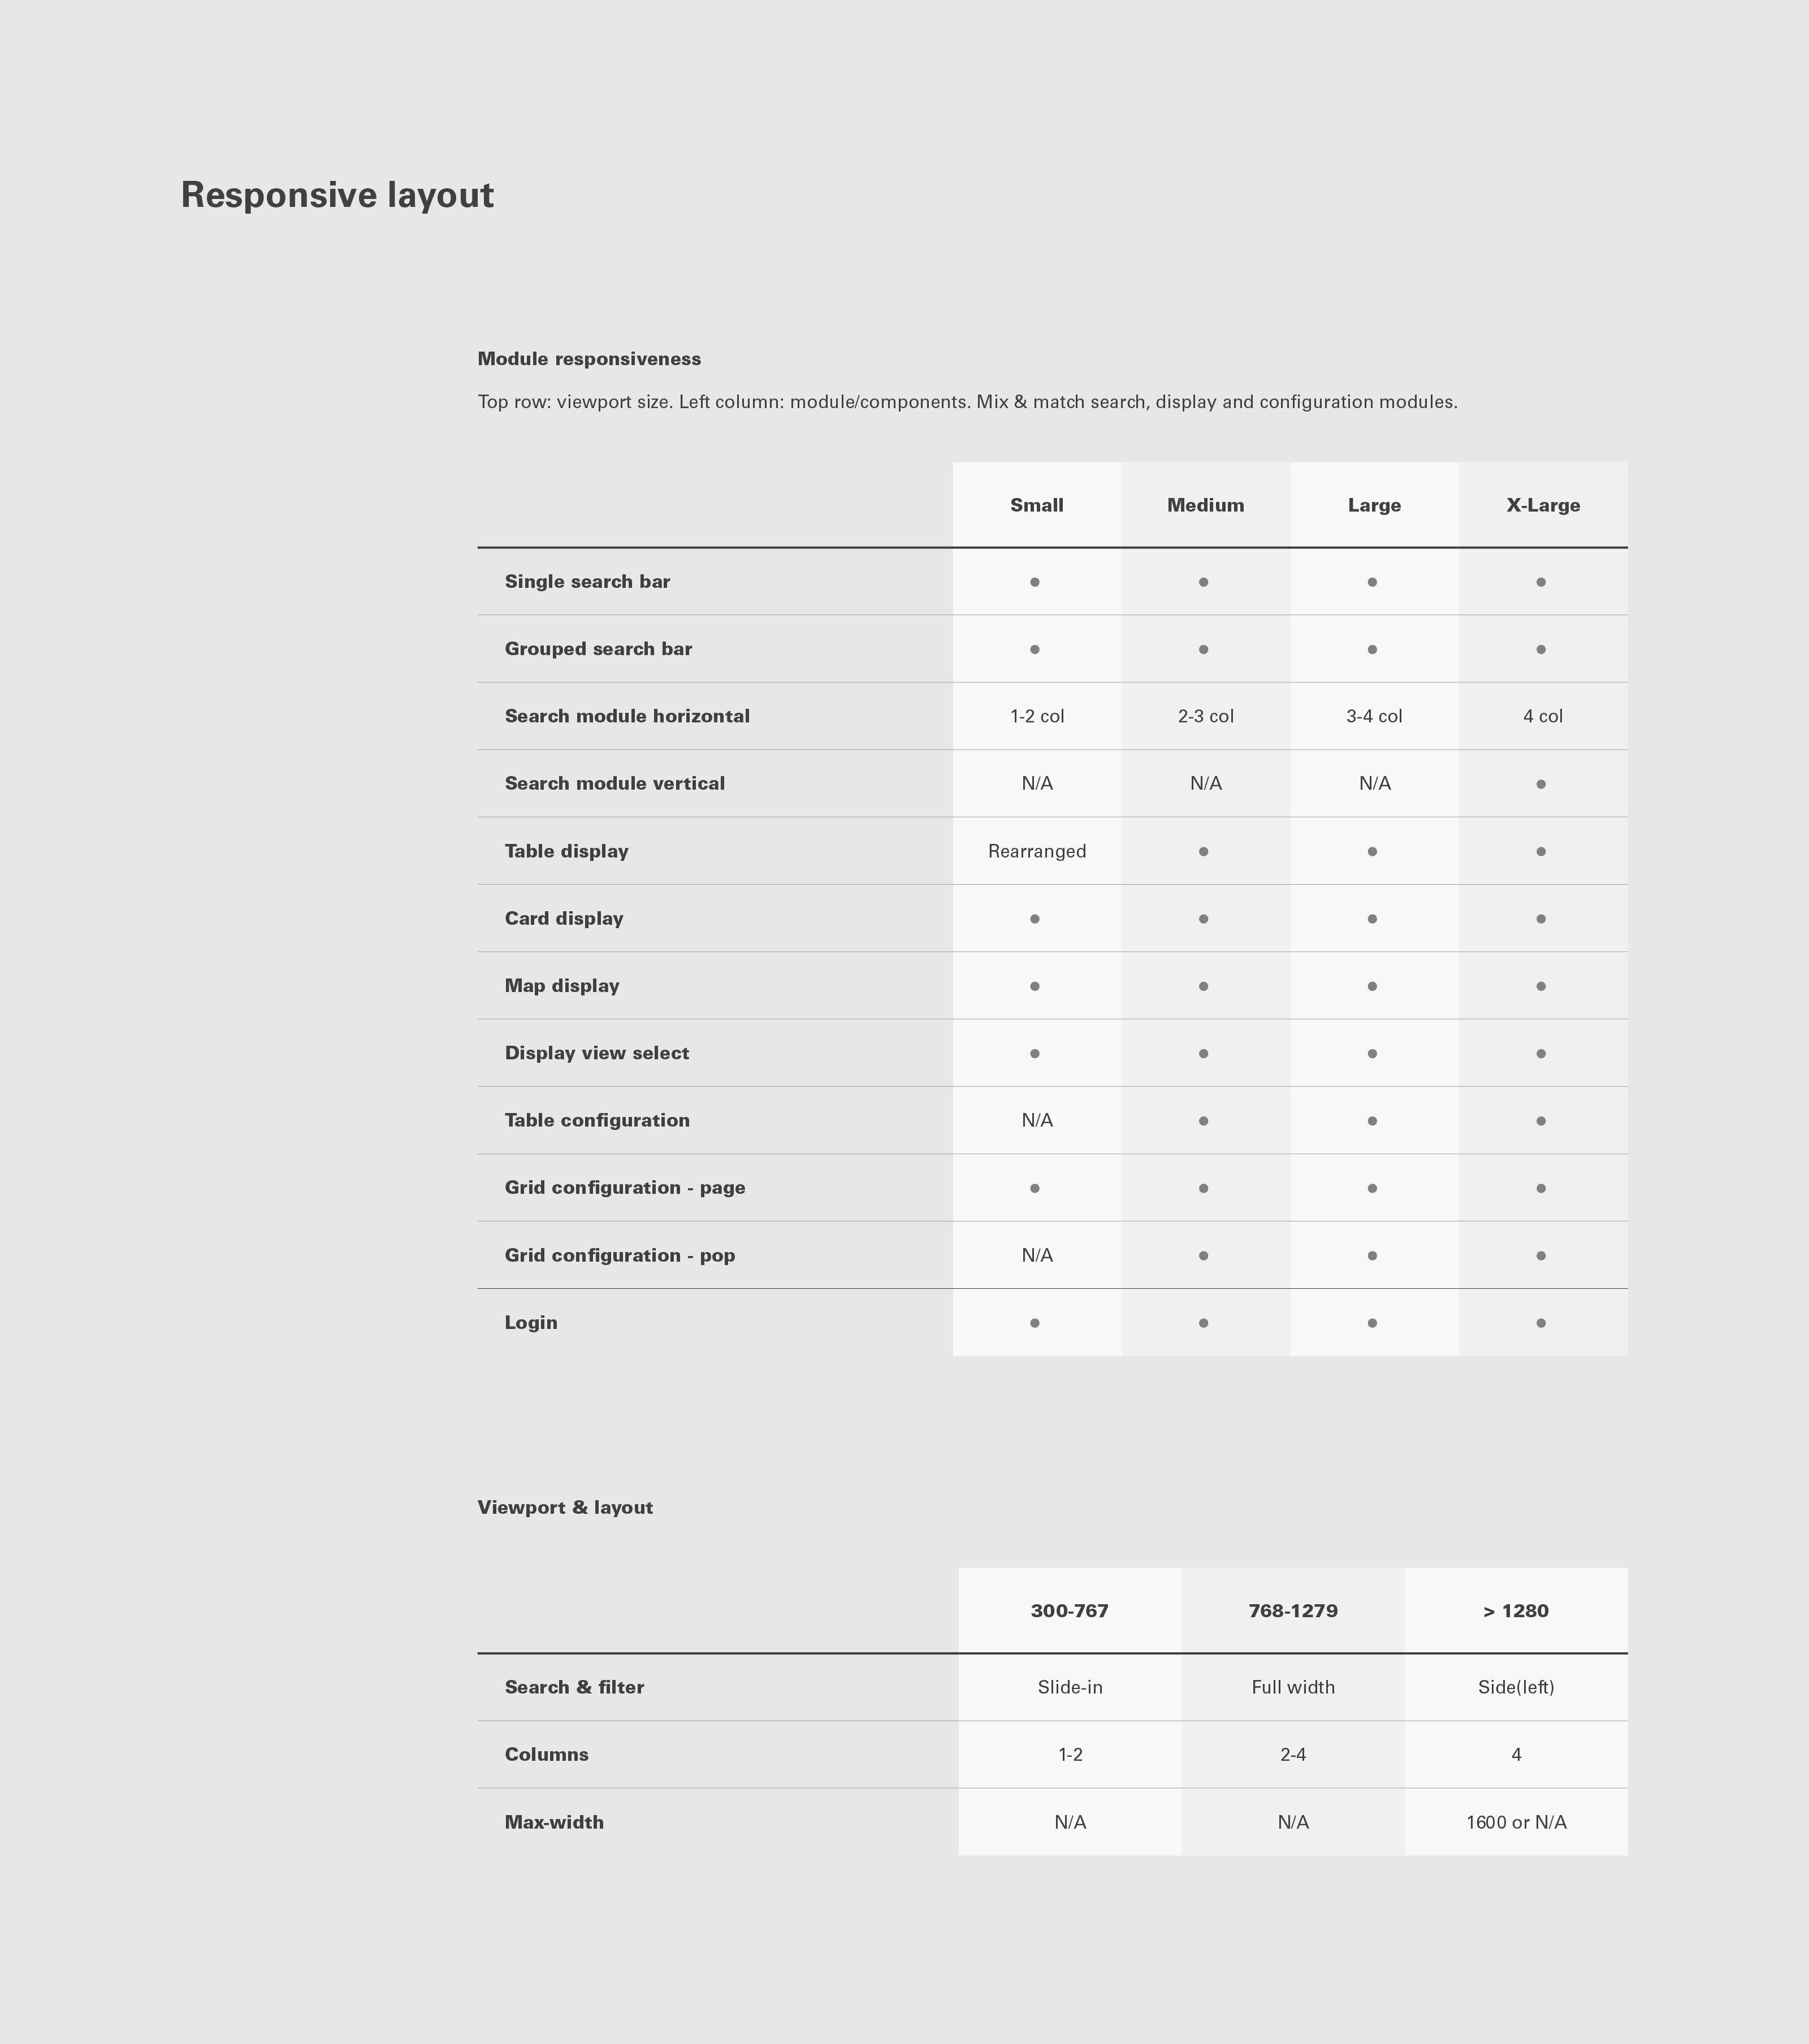 Responsive layout
Module responsiveness
Top row: viewport size. Left column: module/components. Mix & match search, display and configuration modules.
Small Medium Large X-Large
Single search bar ● ● ● ●
Grouped search bar ● ● ● ●
Search module horizontal 1-2 col 2-3 col 3-4 col 4 col
Search module vertical N/A N/A N/A ●
Table display Rearranged ● ● ●
Card display ● ● ● ●
Map display ● ● ● ●
Display view select ● ● ● ●
Table configuration N/A ● ● ●
Grid configuration - page ● ● ● ●
Grid configuration - pop N/A ● ● ●
Login ● ● ● ●
Viewport & layout
300-767 768-1279 > 1280
Search & filter Slide-in Full width Side(left)
Columns 1-2 2-4 4
Max-width N/A N/A 1600 or N/A